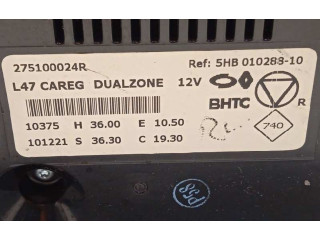 275100024R Ref: 5HB 010288-10
L47 CAREG DUALZONE 12V
BHTC R
10375 H 36.00 E 10.50
101221 S 36.30 C 19.30
740
P58